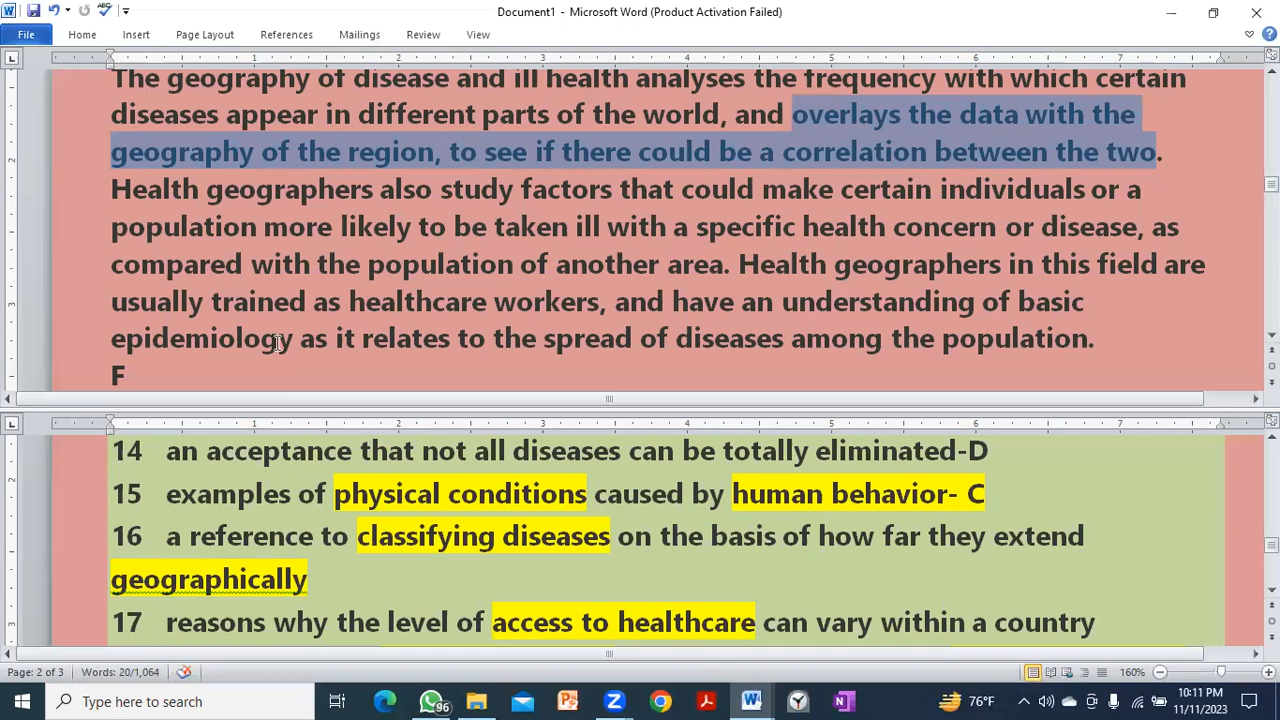 Document1 - Microsoft Word (Product Activation Failed)
File Home Insert Page Layout References Mailings Review View
The geography of disease and ill health analyses the frequency with which certain
diseases appear in different parts of the world, and overlays the data with the
geography of the region, to see if there could be a correlation between the two.
Health geographers also study factors that could make certain individuals or a
population more likely to be taken ill with a specific health concern or disease, as
compared with the population of another area. Health geographers in this field are
usually trained as healthcare workers, and have an understanding of basic
epidemiology as it relates to the spread of diseases among the population.
F
14 an acceptance that not all diseases can be totally eliminated-D
15 examples of physical conditions caused by human behavior- C
16 a reference to classifying diseases on the basis of how far they extend
geographically
17 reasons why the level of access to healthcare can vary within a country
Page: 2 of 3 Words: 20/1,064 160%
Type here to search 96 76°F 10:11 PM
11/11/2023